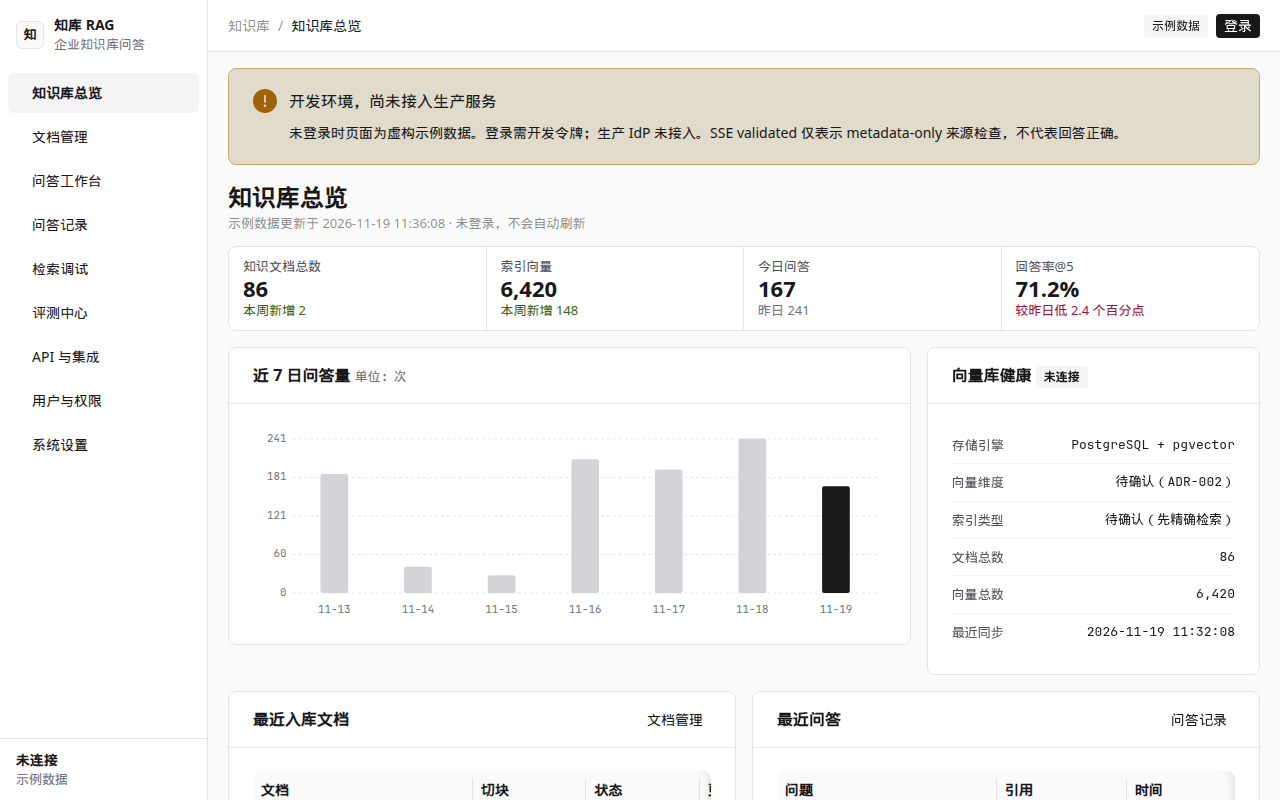 知
知库 RAG
企业知识库问答
知识库总览
文档管理
问答工作台
问答记录
检索调试
评测中心
API 与集成
用户与权限
系统设置
未连接
示例数据
知识库 / 知识库总览
示例数据
登录
!
开发环境，尚未接入生产服务
未登录时页面为虚构示例数据。登录需开发令牌；生产 IdP 未接入。SSE validated 仅表示 metadata-only 来源检查，不代表回答正确。
知识库总览
示例数据更新于 2026-11-19 11:36:08 · 未登录，不会自动刷新
知识文档总数
86
本周新增 2
索引向量
6,420
本周新增 148
今日问答
167
昨日 241
回答率@5
71.2%
较昨日低 2.4 个百分点
近 7 日问答量 单位：次
241
181
121
60
0
11-13 11-14 11-15 11-16 11-17 11-18 11-19
向量库健康 未连接
存储引擎 PostgreSQL + pgvector
向量维度 待确认（ADR-002）
索引类型 待确认（先精确检索）
文档总数 86
向量总数 6,420
最近同步 2026-11-19 11:32:08
最近入库文档 文档管理
文档 切块 状态
最近问答 问答记录
问题 引用 时间